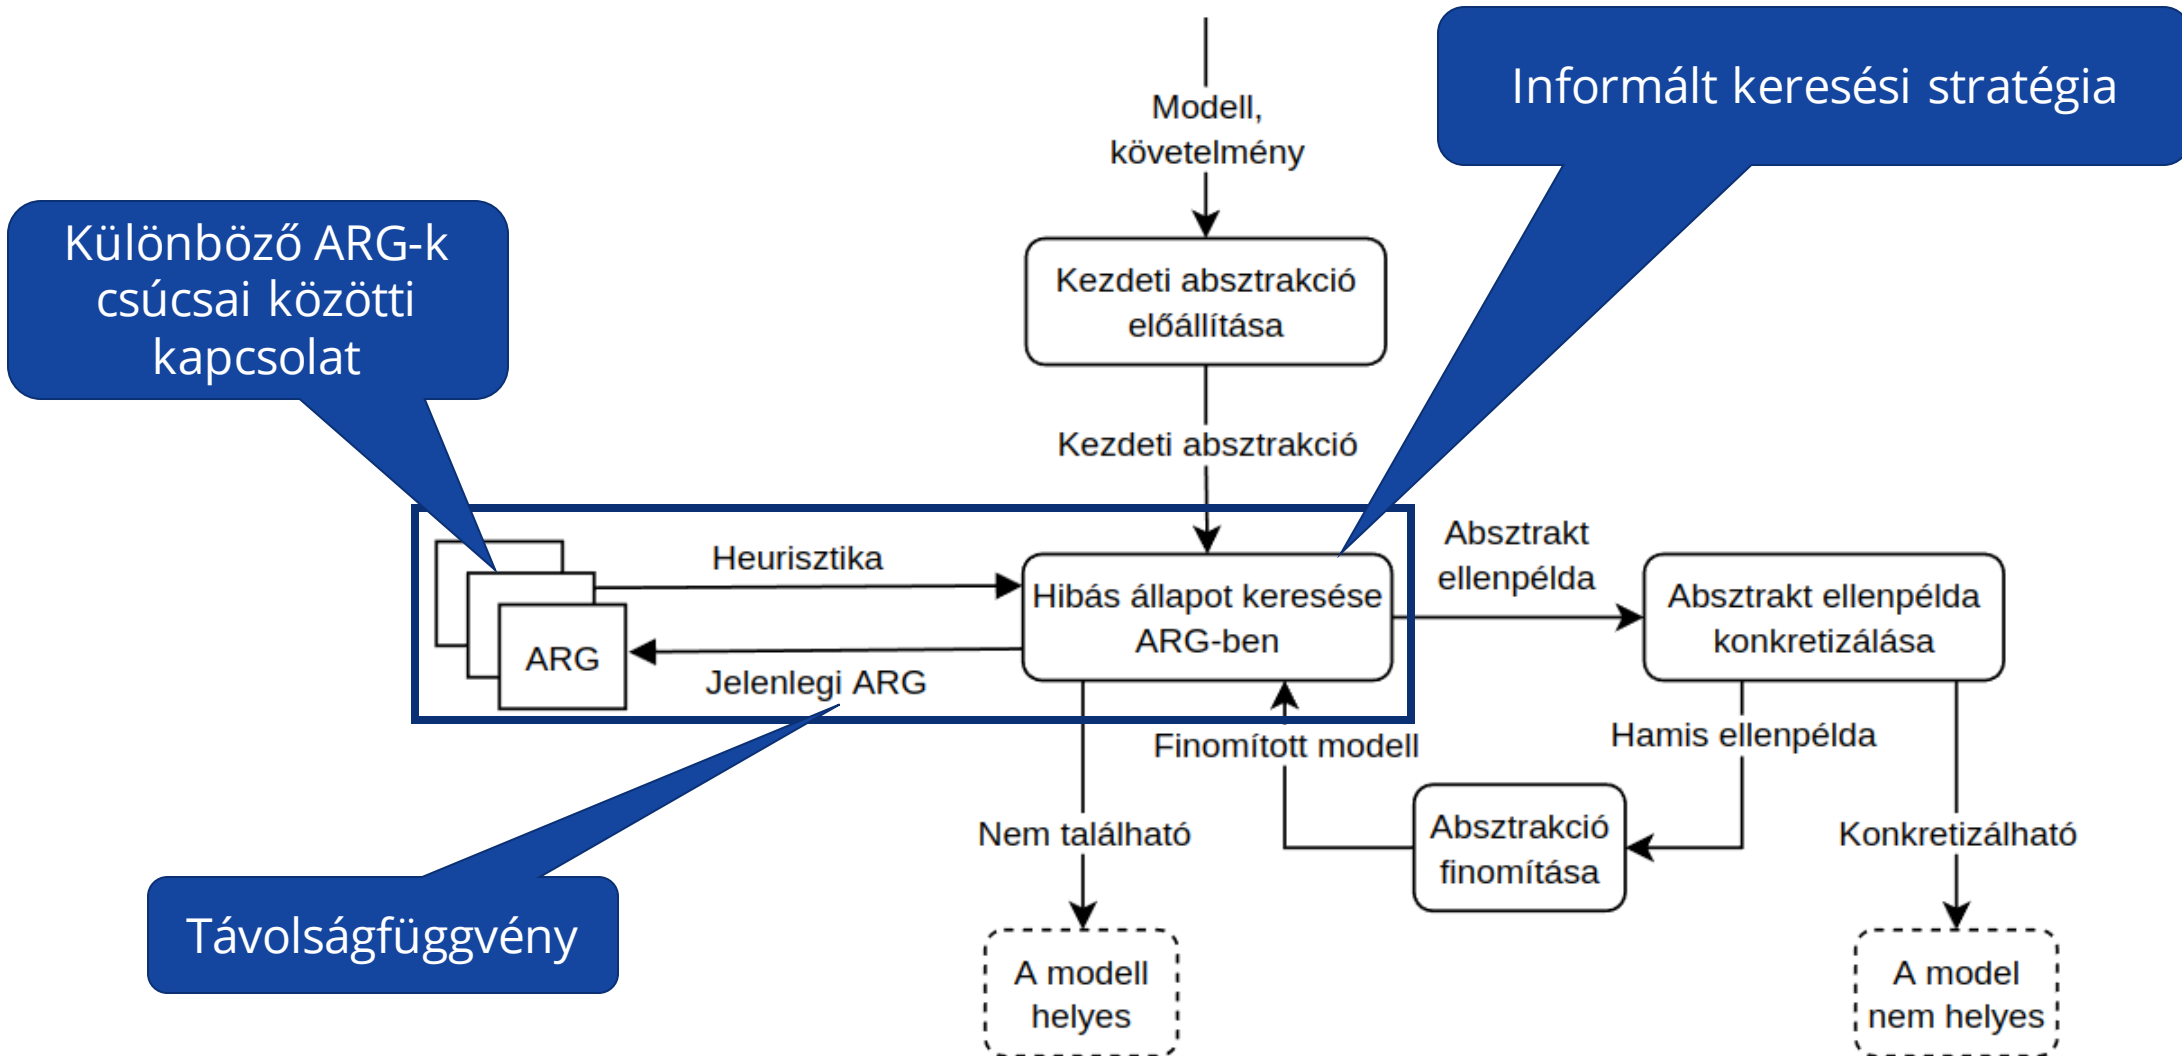 Informált keresési stratégia
Modell,
követelmény
Különböző ARG-k
csúcsai közötti
kapcsolat
Kezdeti absztrakció
előállítása
Kezdeti absztrakció
Heurisztika
ARG
Jelenlegi ARG
Hibás állapot keresése
ARG-ben
Absztrakt
ellenpélda
Absztrakt ellenpélda
konkretizálása
Finomított modell
Hamis ellenpélda
Nem található
Absztrakció
finomítása
Konkretizálható
Távolságfüggvény
A modell
helyes
A model
nem helyes